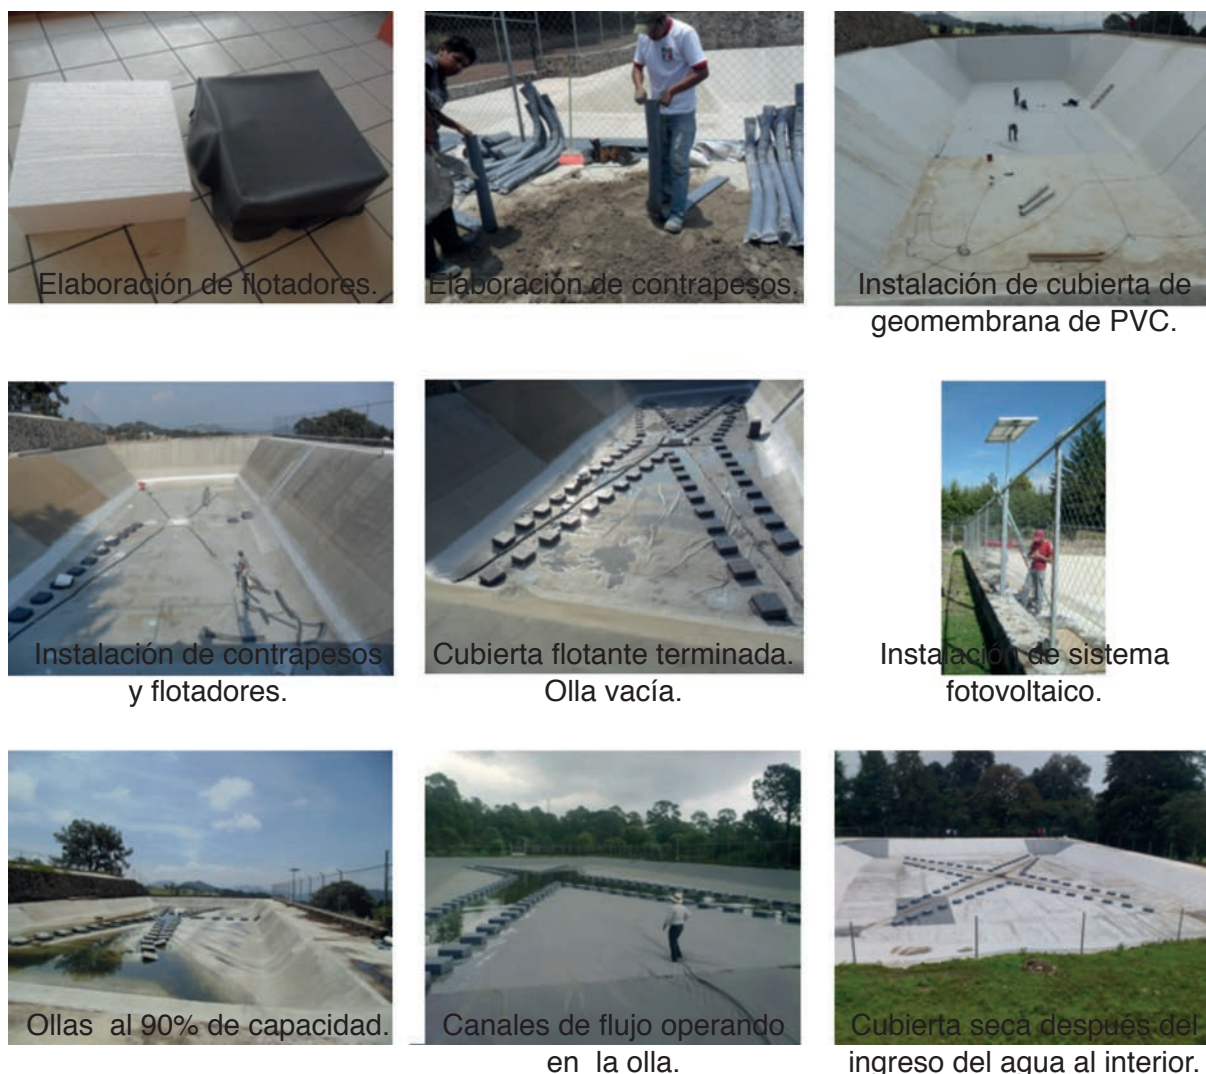 Elaboración de flotadores.
Elaboración de contrapesos.
Instalación de cubierta de
geomembrana de PVC.
Instalación de contrapesos
y flotadores.
Cubierta flotante terminada.
Olla vacía.
Instalación de sistema
fotovoltaico.
Ollas al 90% de capacidad.
Canales de flujo operando
en la olla.
Cubierta seca después del
ingreso del agua al interior.